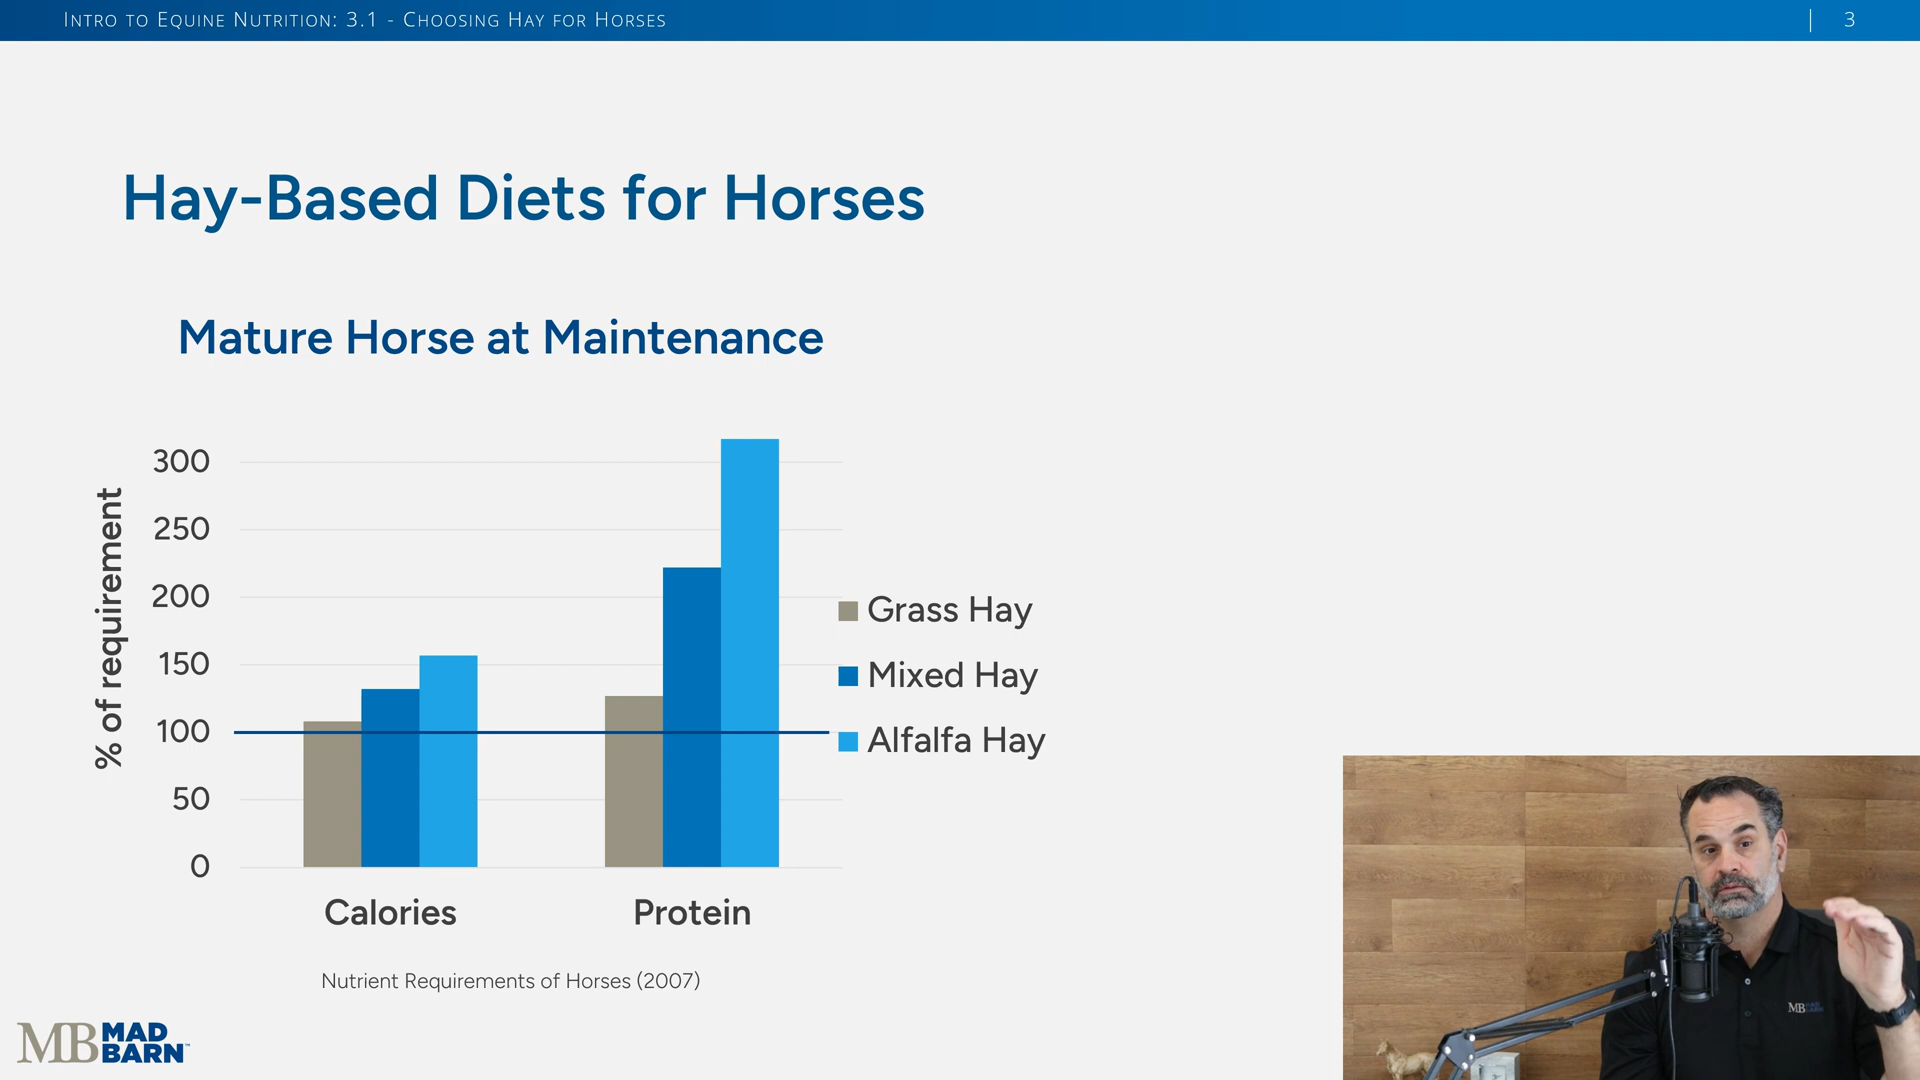 Intro to Equine Nutrition: 3.1 - Choosing Hay for Horses
3
Hay-Based Diets for Horses
Mature Horse at Maintenance
% of requirement
300
250
200
150
100
50
0
Calories
Protein
Grass Hay
Mixed Hay
Alfalfa Hay
Nutrient Requirements of Horses (2007)
MB MAD
BARN™
MB